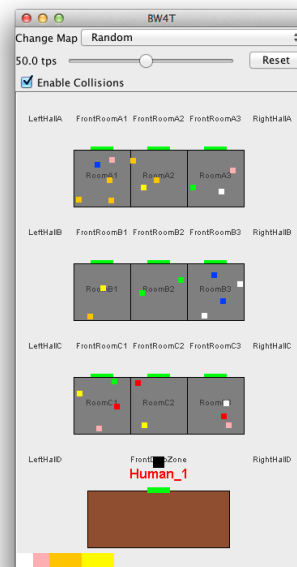 BW4T
Change Map Random
50.0 tps Reset
Enable Collisions
LeftHallA FrontRoomA1 FrontRoomA2 FrontRoomA3 RightHallA
RoomA1 RoomA2 RoomA3
LeftHallB FrontRoomB1 FrontRoomB2 FrontRoomB3 RightHallB
RoomB1 RoomB2 RoomB3
LeftHallC FrontRoomC1 FrontRoomC2 FrontRoomC3 RightHallC
RoomC1 RoomC2
LeftHallD RightHallD
Human_1